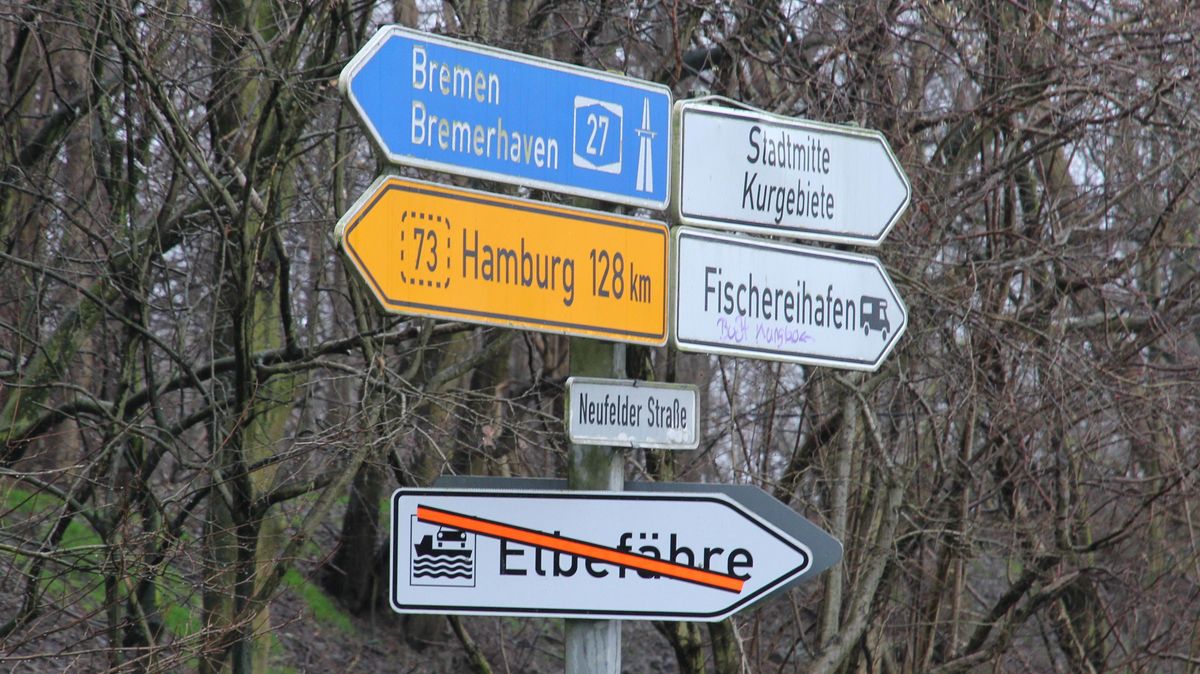 Bremen
Bremerhaven
27
73 Hamburg 128 km
Stadtmitte
Kurgebiete
Fischereihafen
Neufelder Straße
Elbefähre